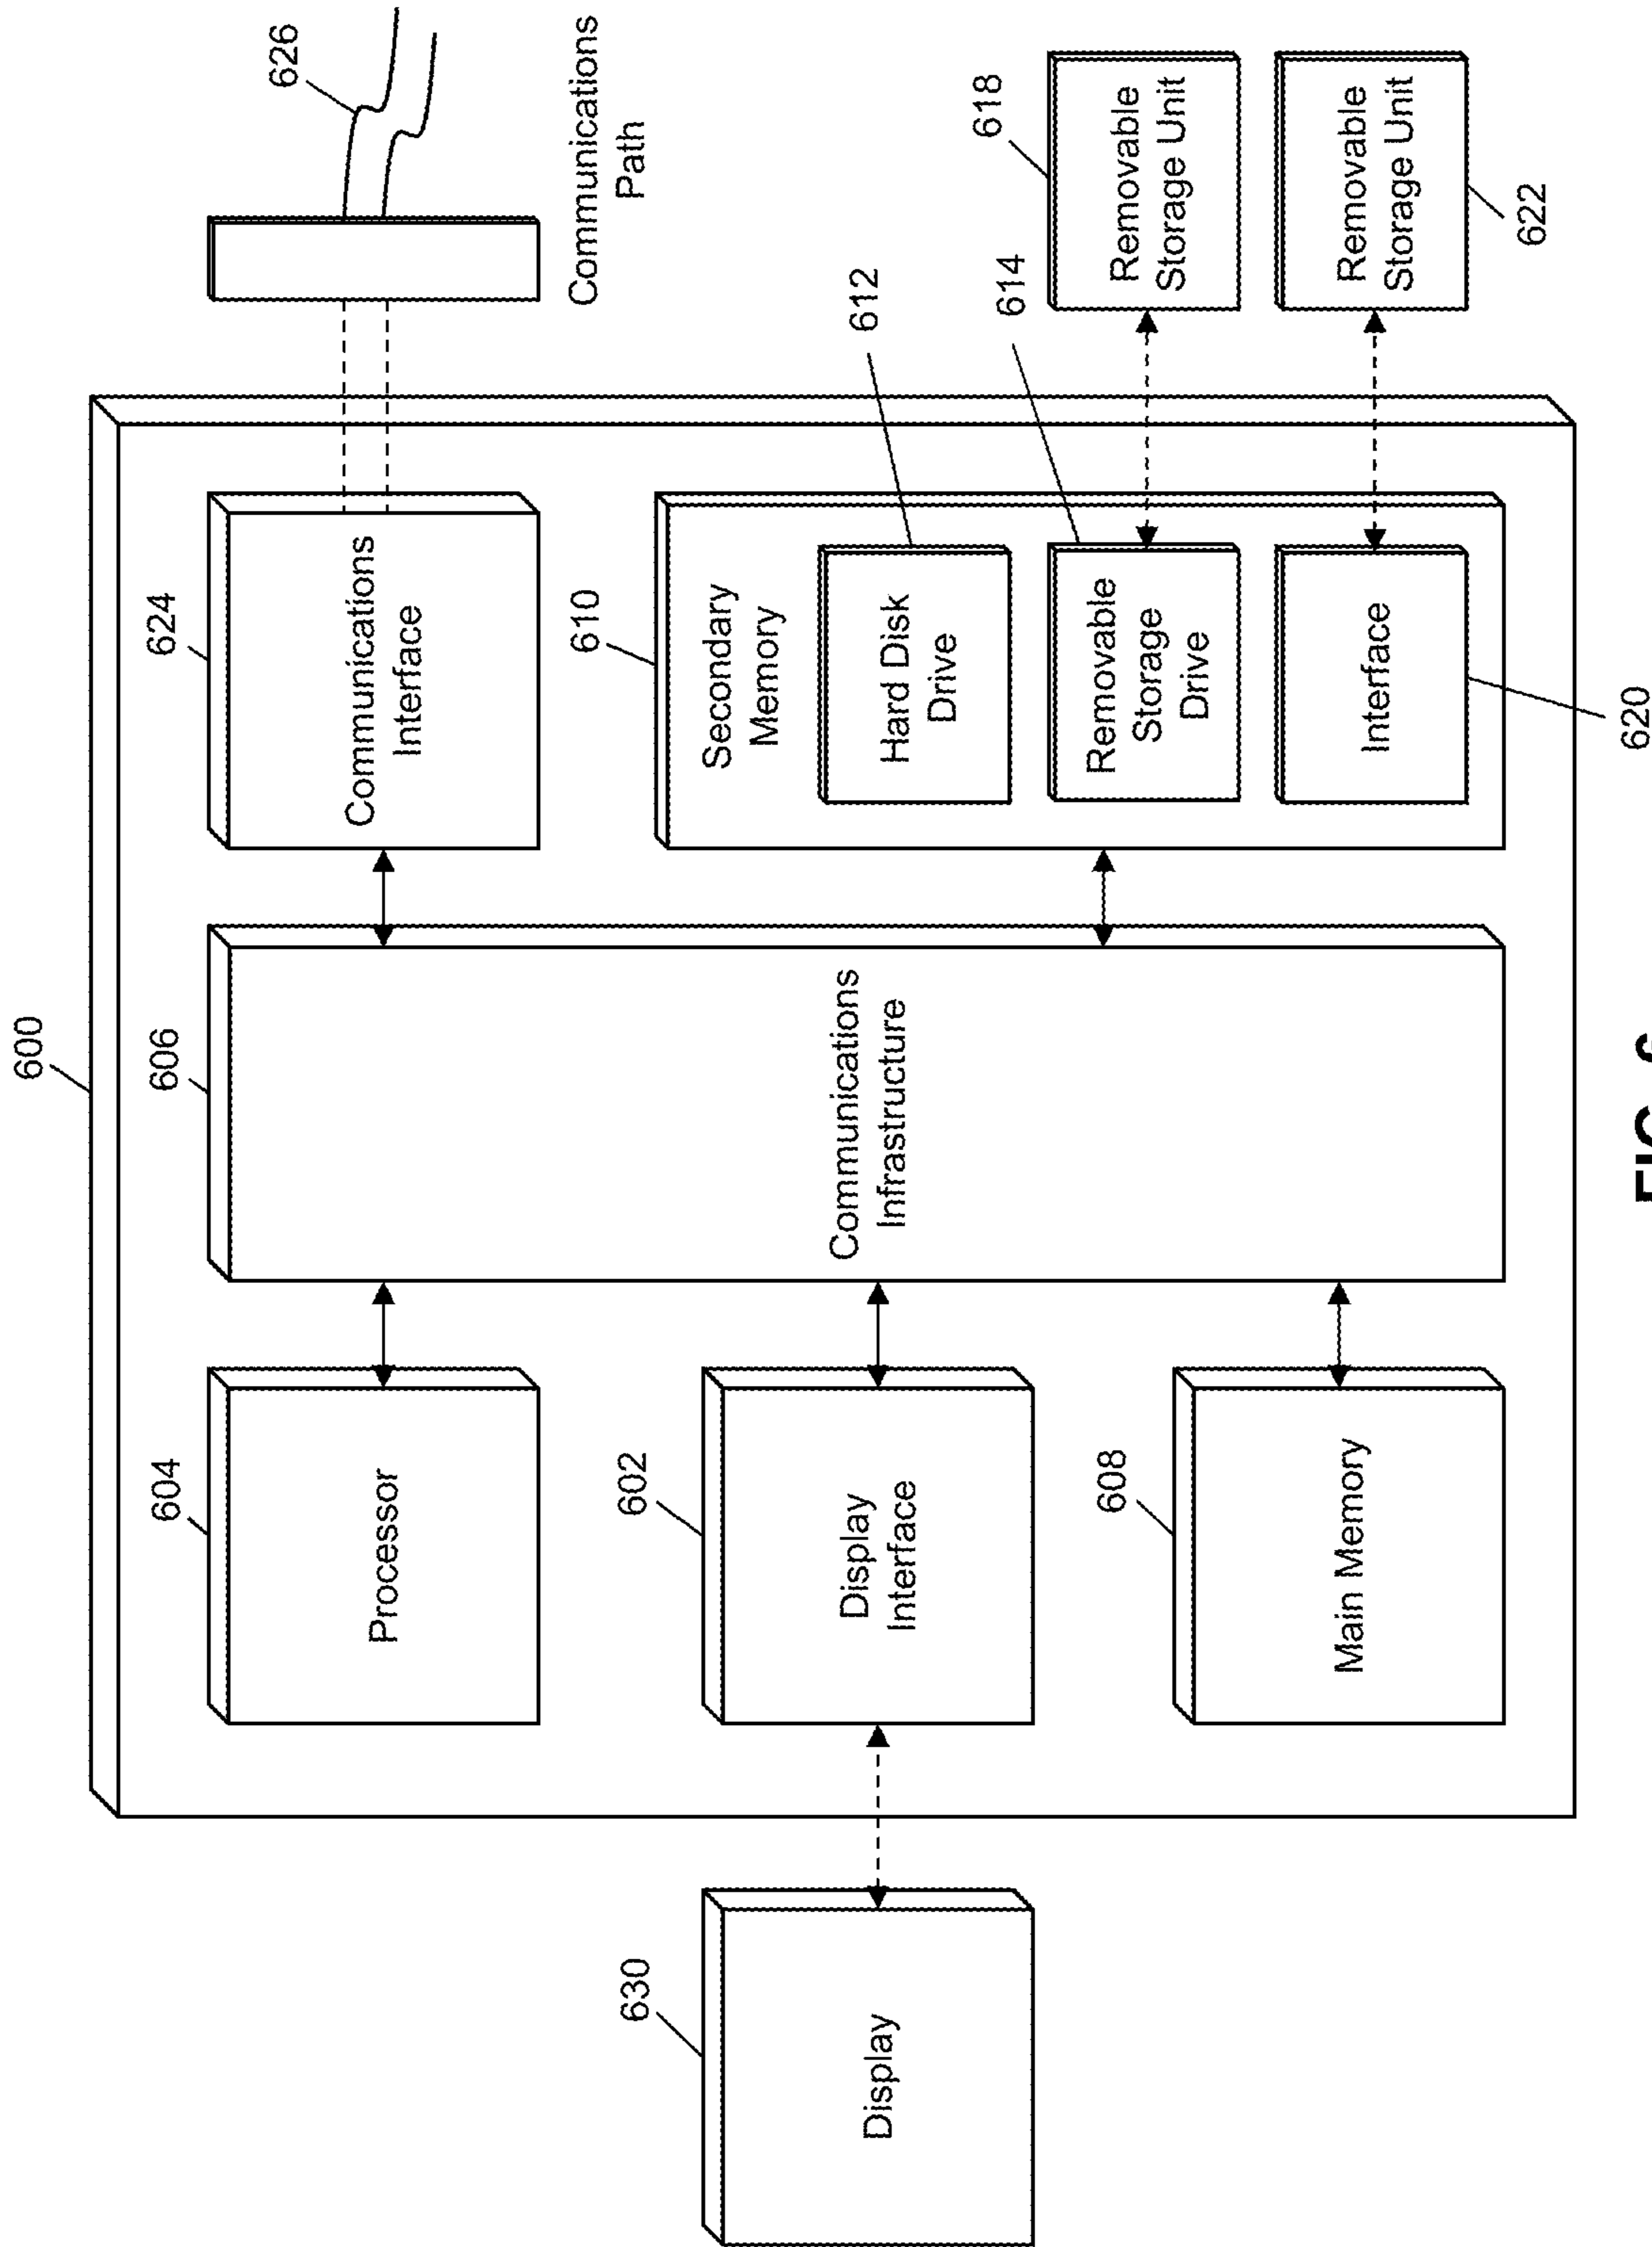 600
604
Processor
606
Communications
Infrastructure
624
Communications
Interface
626
Communications
Path
630
Display
602
Display
Interface
608
Main Memory
610
Secondary
Memory
612
Hard Disk
Drive
614
Removable
Storage
Drive
618
Removable
Storage Unit
620
Interface
622
Removable
Storage Unit